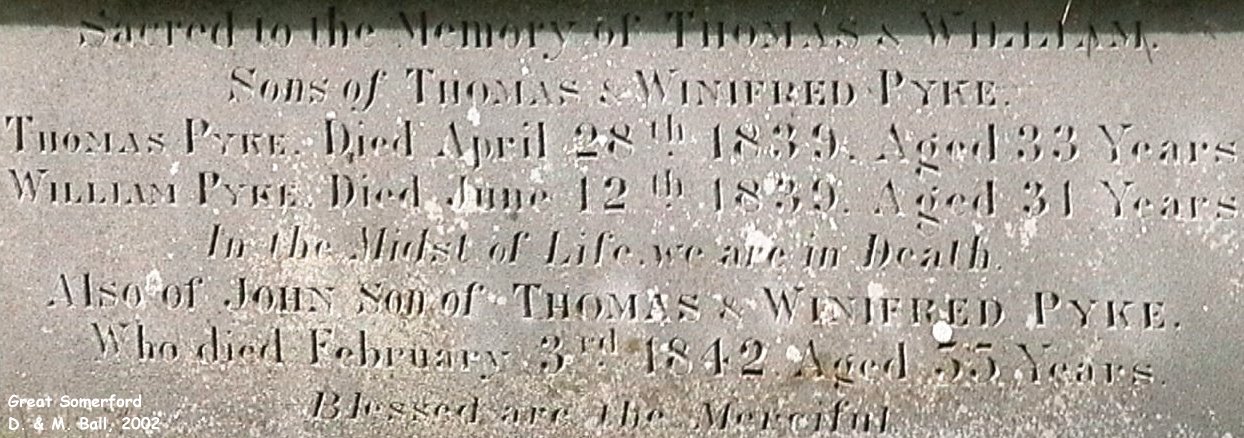 Sacred to the Memory of THOMAS & WILLIAM.
Sons of THOMAS & WINIFRED PYKE.
THOMAS PYKE. Died April 28th 1839. Aged 33 Years
WILLIAM PYKE. Died June 12th 1839. Aged 31 Years
In the Midst of Life, we are in Death.
Also of JOHN Son of THOMAS & WINIFRED PYKE.
Who died February 3rd 1842 Aged 35 Years.
Blessed are the Merciful.
Great Somerford
D. & M. Ball, 2002